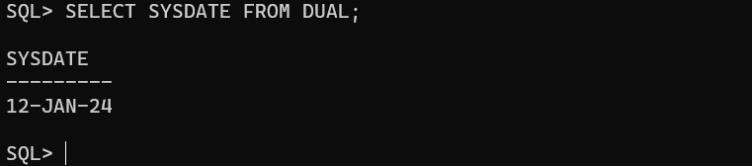 SQL> SELECT SYSDATE FROM DUAL;
SYSDATE
---------
12-JAN-24
SQL>